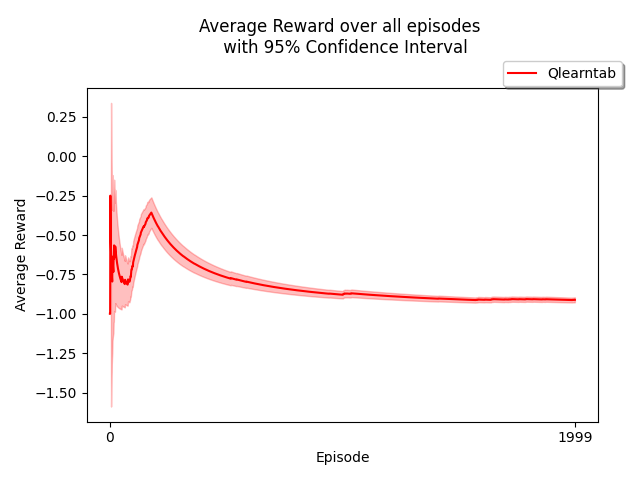 Average Reward over all episodes
with 95% Confidence Interval
Qlearntab
0.25
0.00
−0.25
−0.50
−0.75
−1.00
−1.25
−1.50
Average Reward
0
1999
Episode